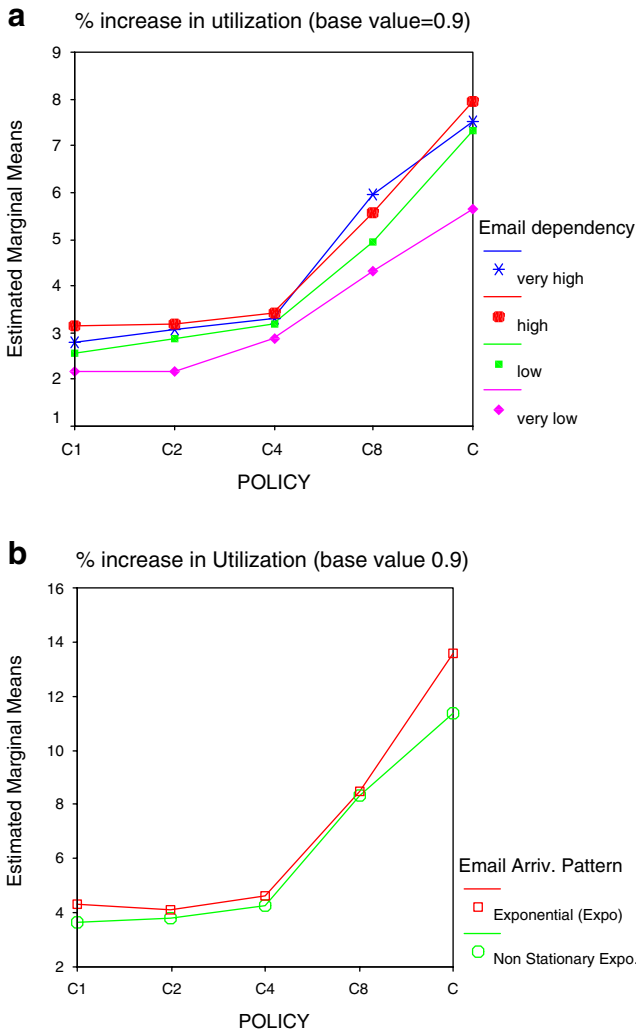 a
% increase in utilization (base value=0.9)
Estimated Marginal Means
9
8
7
6
5
4
3
2
1
C1 C2 C4 C8 C
POLICY
Email dependency
very high
high
low
very low
b
% increase in Utilization (base value 0.9)
Estimated Marginal Means
16
14
12
10
8
6
4
2
C1 C2 C4 C8 C
POLICY
Email Arriv. Pattern
Exponential (Expo)
Non Stationary Expo.